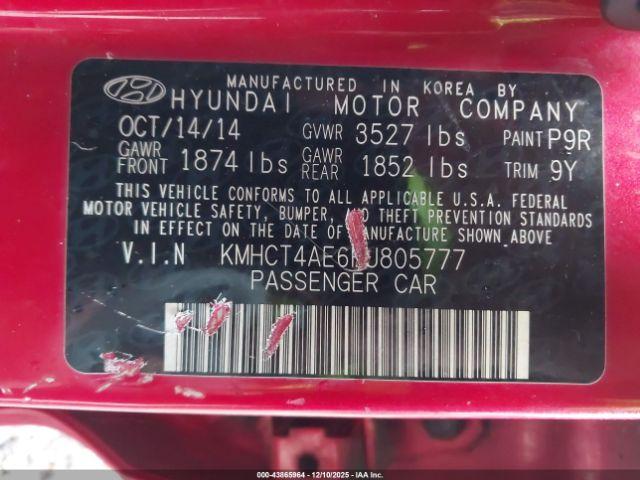 MANUFACTURED IN KOREA BY
HYUNDAI MOTOR COMPANY
OCT/14/14 GVWR 3527 lbs PAINT P9R
GAWR FRONT 1874 lbs GAWR REAR 1852 lbs TRIM 9Y
THIS VEHICLE CONFORMS TO ALL APPLICABLE U.S.A. FEDERAL
MOTOR VEHICLE SAFETY, BUMPER, AND THEFT PREVENTION STANDARDS
IN EFFECT ON THE DATE OF MANUFACTURE SHOWN ABOVE.
V.I.N
PASSENGER CAR
000-43865964 - 12/10/2025 - IAA Inc.